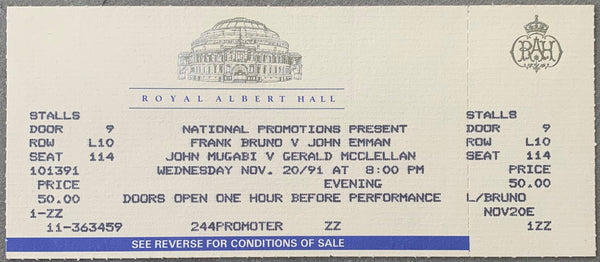 RAH
ROYAL ALBERT HALL
STALLS
DOOR 9
ROW L10
SEAT 114
101391
PRICE
50.00
1-ZZ
11-363459
NATIONAL PROMOTIONS PRESENT
FRANK BRUNO V JOHN EMMAN
JOHN MUGABI V GERALD MCCLELLAN
WEDNESDAY NOV. 20/91 AT 8:00 PM
EVENING
DOORS OPEN ONE HOUR BEFORE PERFORMANCE
244PROMOTER ZZ
SEE REVERSE FOR CONDITIONS OF SALE
STALLS
DOOR 9
ROW L10
SEAT 114
PRICE
50.00
L/BRUNO
NOV20E
1ZZ